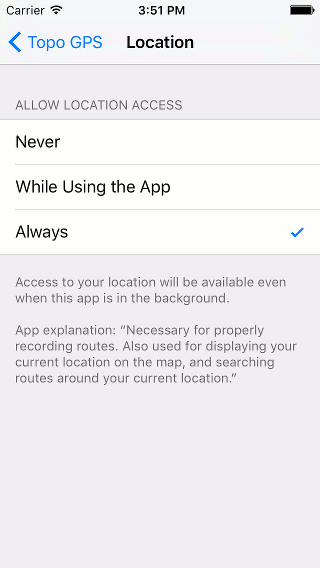 Carrier 3:51 PM
Topo GPS Location
ALLOW LOCATION ACCESS
Never
While Using the App
Always
Access to your location will be available even
when this app is in the background.
App explanation: “Necessary for properly
recording routes. Also used for displaying your
current location on the map, and searching
routes around your current location.”